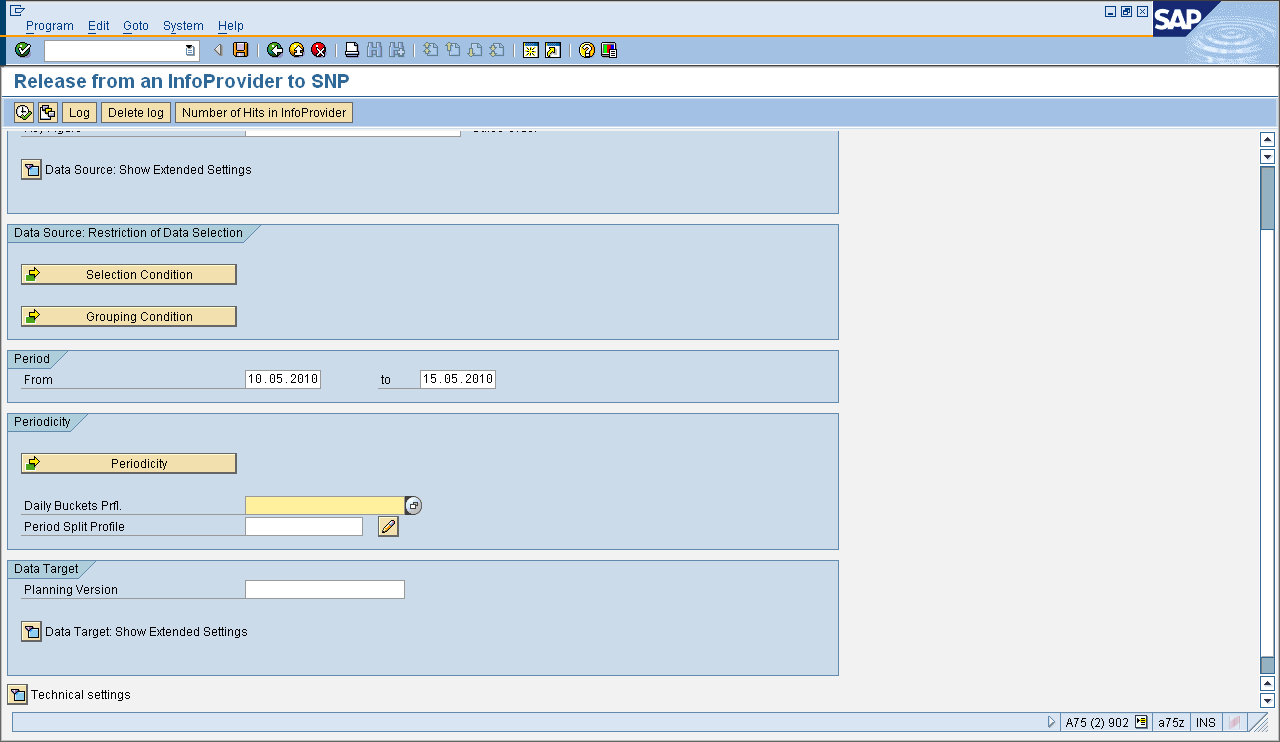 Program Edit Goto System Help
SAP
Release from an InfoProvider to SNP
Log Delete log Number of Hits in InfoProvider
Data Source: Show Extended Settings
Data Source: Restriction of Data Selection
Selection Condition
Grouping Condition
Period
From 10.05.2010 to 15.05.2010
Periodicity
Periodicity
Daily Buckets Prfl.
Period Split Profile
Data Target
Planning Version
Data Target: Show Extended Settings
Technical settings
A75 (2) 902 a75z INS